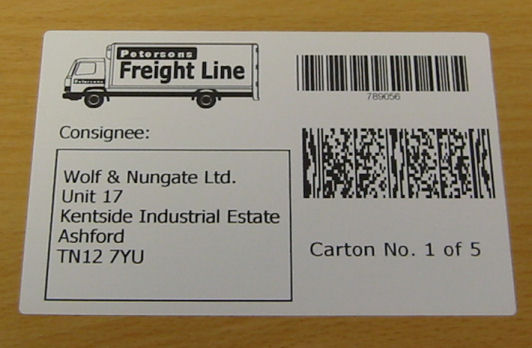 Petersons
Freight Line
Petersons
789056
Consignee:
Wolf & Nungate Ltd.
Unit 17
Kentside Industrial Estate
Ashford
TN12 7YU
Carton No. 1 of 5